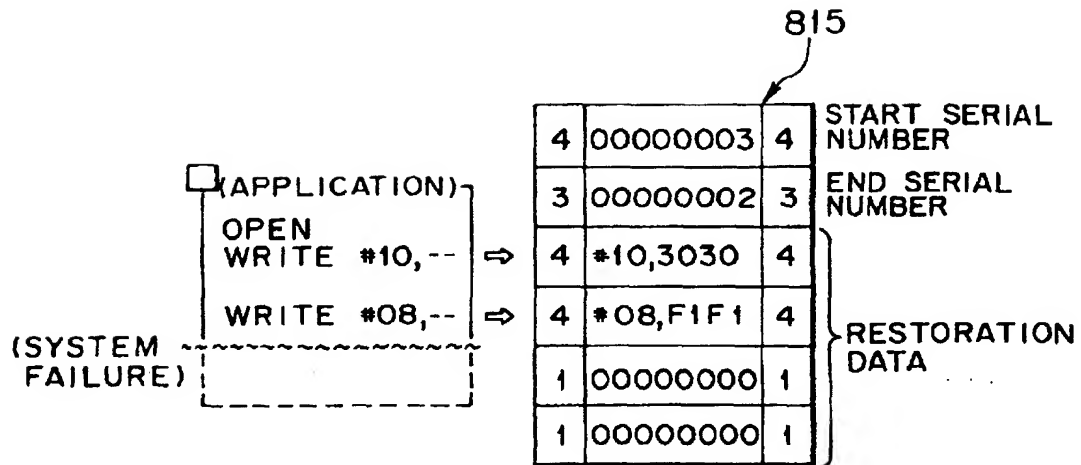 815
4 00000003 4 START SERIAL
NUMBER
(APPLICATION)
3 00000002 3 END SERIAL
NUMBER
OPEN
WRITE #10,-- ⇨ 4 #10,3030 4
WRITE #08,-- ⇨ 4 #08,F1F1 4
(SYSTEM
FAILURE)
RESTORATION
DATA
1 00000000 1
1 00000000 1